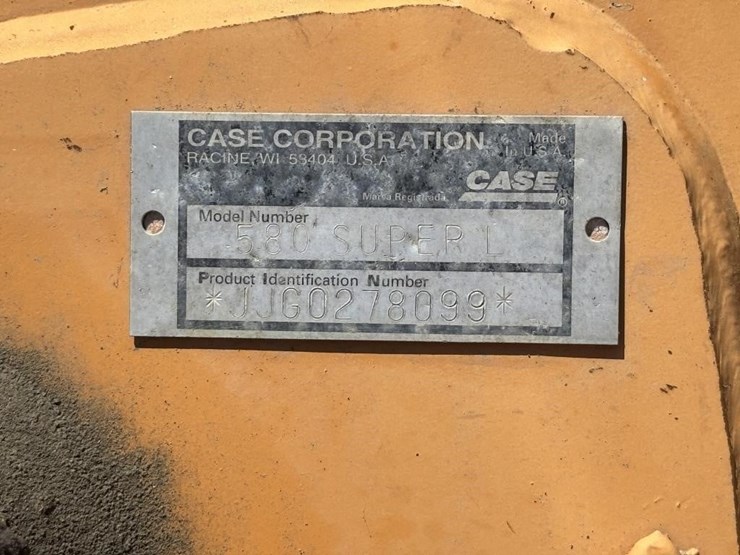 CASE CORPORATION
RACINE, WI 53404 U.S.A.
Made
In U.S.A.
CASE
Marca Registrada
®
Model Number
580 SUPER L
Product Identification Number
*JJG0278099*